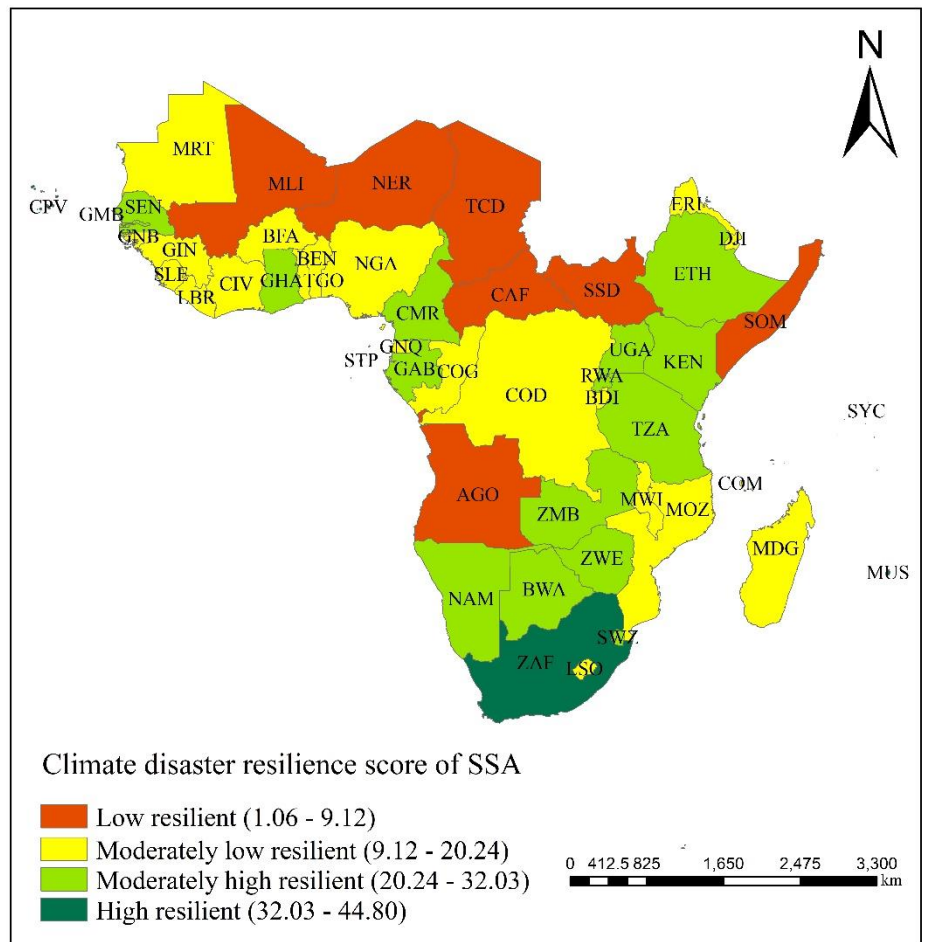 N
MRT
MLI
NER
TCD
ERI
CPV
SEN
GMB
GNB
GIN
BFA
BEN
NGA
DJI
SLE
LBR
CIV
GHA
TGO
CMR
CAF
SSD
ETH
SOM
GNQ
STP
GAB
COG
COD
UGA
KEN
RWA
BDI
TZA
SYC
AGO
ZMB
MWI
MOZ
COM
MDG
NAM
BWA
ZWE
MUS
ZAF
SWZ
LSO
Climate disaster resilience score of SSA
Low resilient (1.06 - 9.12)
Moderately low resilient (9.12 - 20.24)
Moderately high resilient (20.24 - 32.03)
High resilient (32.03 - 44.80)
0 412.5 825 1,650 2,475 3,300
km